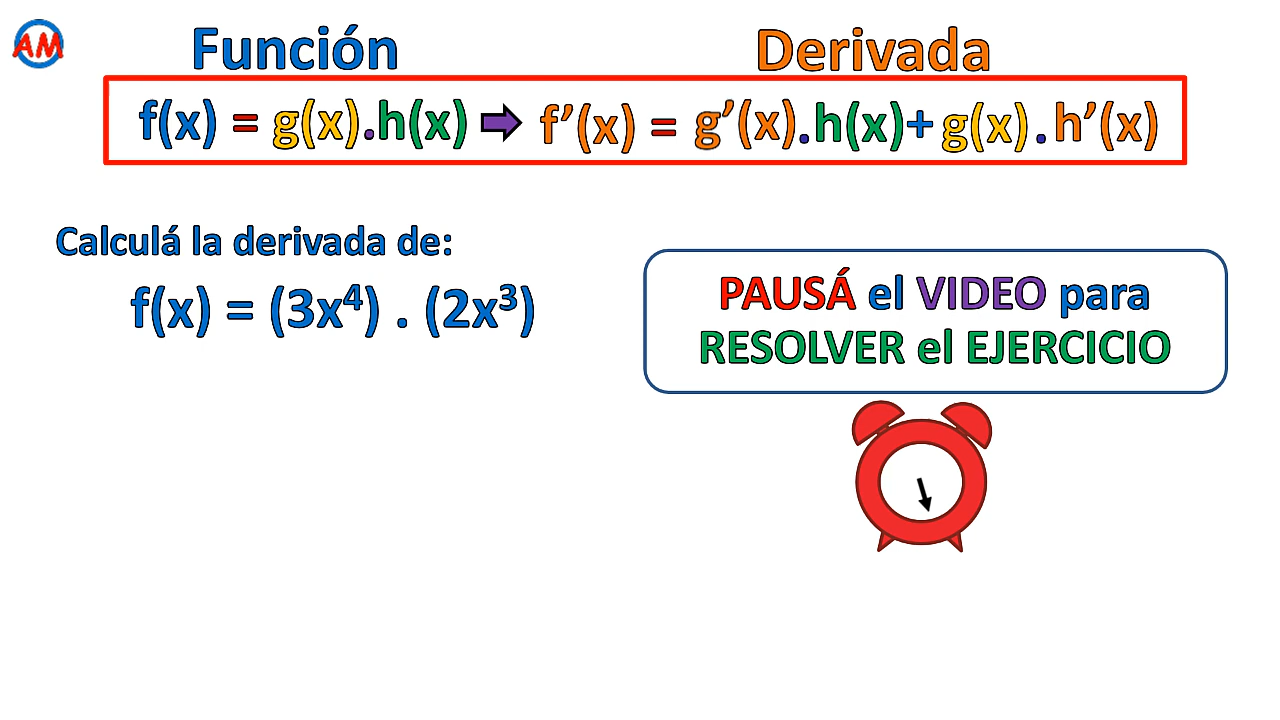 AM
Función Derivada
f(x) = g(x).h(x) f’(x) = g’(x).h(x)+g(x).h’(x)
Calculá la derivada de:
f(x) = (3x⁴) . (2x³)
PAUSÁ el VIDEO para
RESOLVER el EJERCICIO